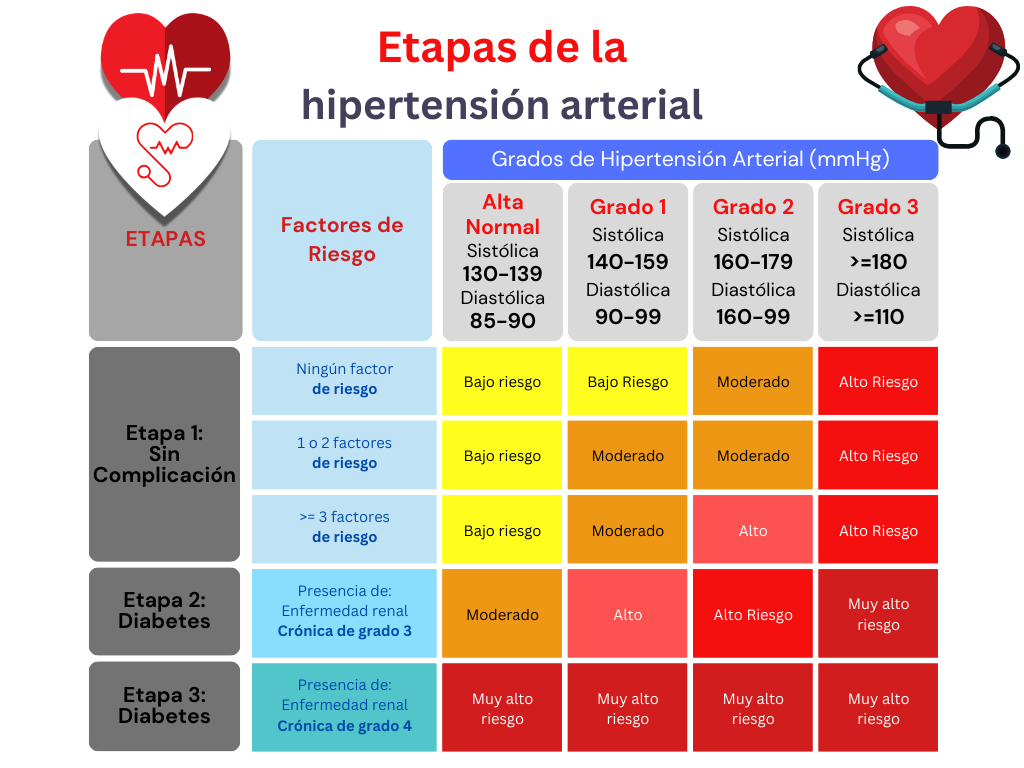 Etapas de la
hipertensión arterial
ETAPAS
Factores de
Riesgo
Grados de Hipertensión Arterial (mmHg)
Alta
Normal
Sistólica
130-139
Diastólica
85-90
Grado 1
Sistólica
140-159
Diastólica
90-99
Grado 2
Sistólica
160-179
Diastólica
160-99
Grado 3
Sistólica
>=180
Diastólica
>=110
Etapa 1:
Sin
Complicación
Ningún factor
de riesgo
Bajo riesgo
Bajo Riesgo
Moderado
Alto Riesgo
1 o 2 factores
de riesgo
Bajo riesgo
Moderado
Moderado
Alto Riesgo
>= 3 factores
de riesgo
Bajo riesgo
Moderado
Alto
Alto Riesgo
Etapa 2:
Diabetes
Presencia de:
Enfermedad renal
Crónica de grado 3
Moderado
Alto
Alto Riesgo
Muy alto
riesgo
Etapa 3:
Diabetes
Presencia de:
Enfermedad renal
Crónica de grado 4
Muy alto
riesgo
Muy alto
riesgo
Muy alto
riesgo
Muy alto
riesgo